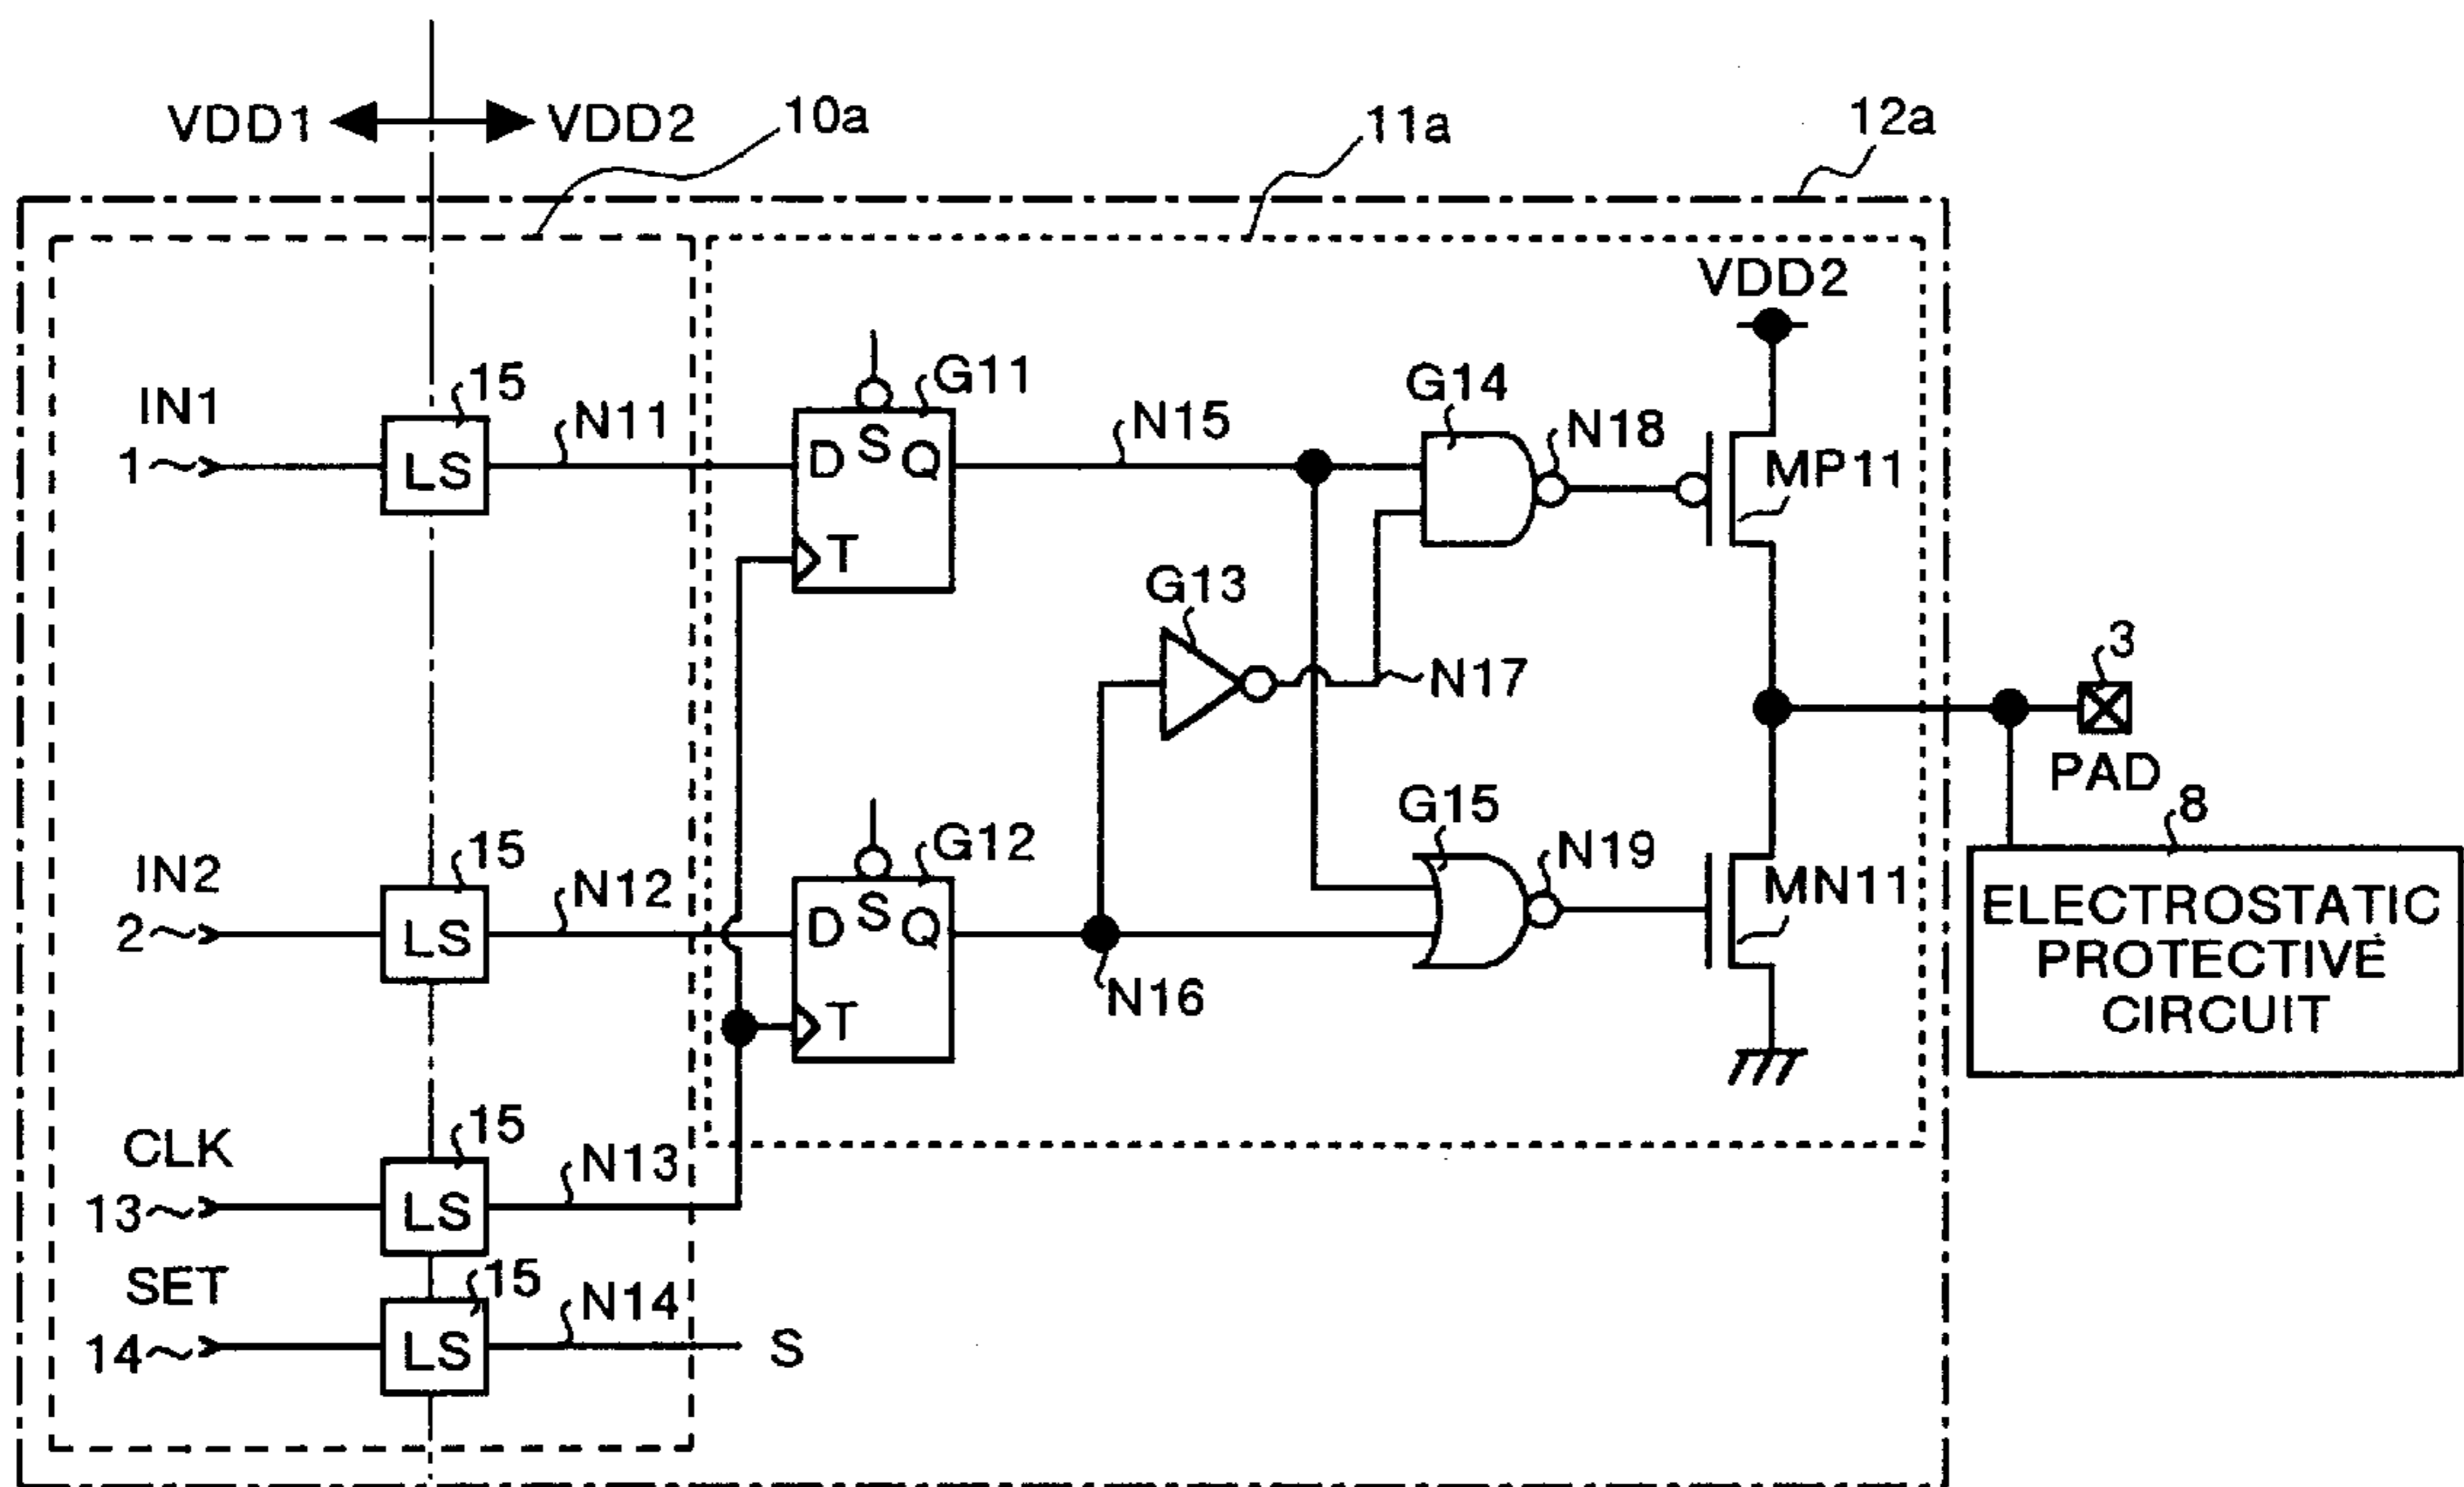 VDD1
VDD2
10a
11a
12a
VDD2
IN1
1
15
LS
N11
D
S
Q
T
G11
N15
G14
N18
MP11
G13
N17
3
PAD
8
ELECTROSTATIC
PROTECTIVE
CIRCUIT
IN2
2
15
LS
N12
D
S
Q
T
G12
N16
G15
N19
MN11
CLK
13
15
LS
N13
SET
14
15
LS
N14
S